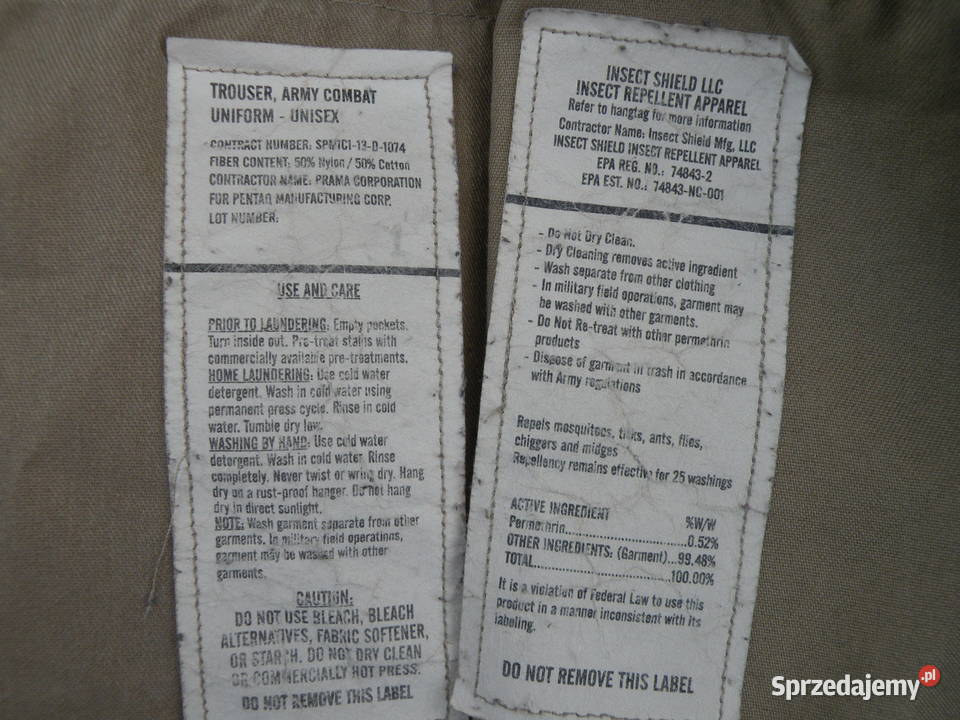 TROUSER, ARMY COMBAT
UNIFORM - UNISEX
CONTRACT NUMBER: SPM1C1-13-D-1074
FIBER CONTENT: 50% Nylon / 50% Cotton
CONTRACTOR NAME: PRAMA CORPORATION
FOR PENTAQ MANUFACTURING CORP.
LOT NUMBER:
1
USE AND CARE
PRIOR TO LAUNDERING: Empty pockets.
Turn inside out. Pre-treat stains with
commercially available pre-treatments.
HOME LAUNDERING: Use cold water
detergent. Wash in cold water using
permanent press cycle. Rinse in cold
water. Tumble dry low.
WASHING BY HAND: Use cold water
detergent. Wash in cold water Rinse
completely. Never twist or wring dry. Hang
dry on a rust-proof hanger. Do not hang
dry in direct sunlight.
NOTE: Wash garment separate from other
garments. In military field operations,
garment may be washed with other
garments.
CAUTION:
DO NOT USE BLEACH, BLEACH
ALTERNATIVES, FABRIC SOFTENER,
OR STARCH. DO NOT DRY CLEAN
OR COMMERCIALLY HOT PRESS.
DO NOT REMOVE THIS LABEL
INSECT SHIELD LLC
INSECT REPELLENT APPAREL
Refer to hangtag for more information
Contractor Name: Insect Shield Mfg, LLC
INSECT SHIELD INSECT REPELLENT APPAREL
EPA REG. NO.: 74843-2
EPA EST. NO.: 74843-NC-001
- Do Not Dry Clean.
- Dry Cleaning removes active ingredient
- Wash separate from other clothing
- In military field operations, garment may
be washed with other garments.
- Do Not Re-treat with other permethrin
products
- Dispose of garment in trash in accordance
with Army regulations
Repels mosquitoes, ticks, ants, flies,
chiggers and midges
Repellency remains effective for 25 washings
ACTIVE INGREDIENT %W/W
Permethrin..........0.52%
OTHER INGREDIENTS: (Garment)...99.48%
TOTAL..........100.00%
It is a violation of Federal Law to use this
product in a manner inconsistent with its
labeling.
DO NOT REMOVE THIS LABEL
Sprzedajemy.pl